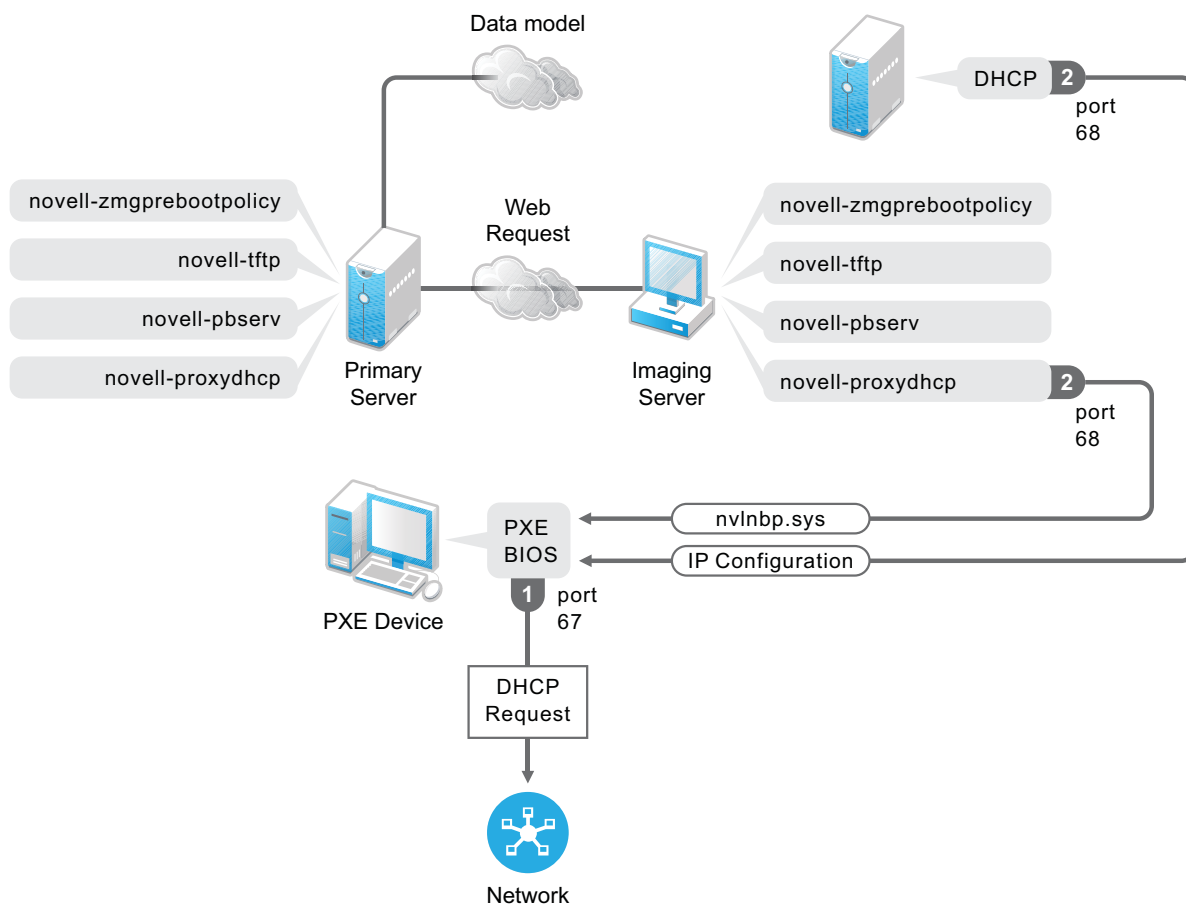 Data model
DHCP
2
port
68
novell-zmgprebootpolicy
novell-tftp
novell-pbserv
novell-proxydhcp
Web
Request
Primary
Server
Imaging
Server
novell-zmgprebootpolicy
novell-tftp
novell-pbserv
novell-proxydhcp
2
port
68
nvlnbp.sys
IP Configuration
PXE
BIOS
1
port
67
PXE Device
DHCP
Request
Network